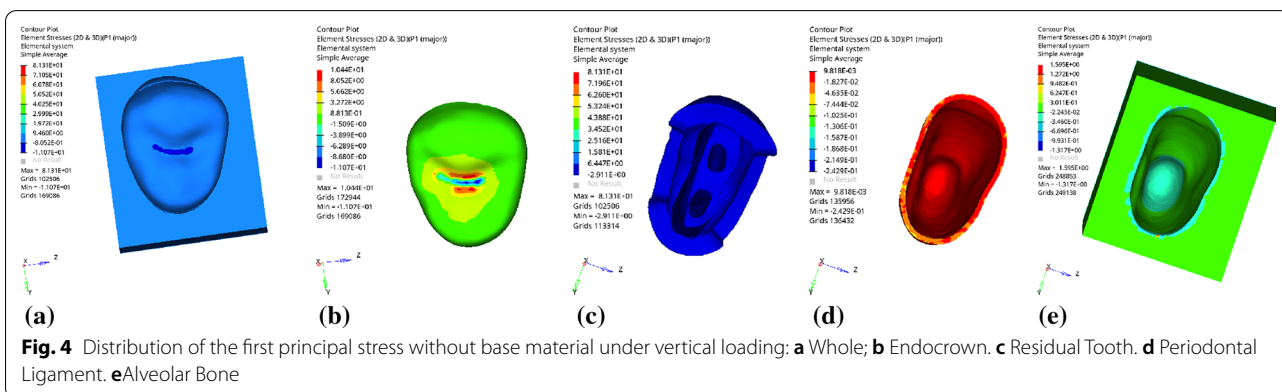 Contour Plot
Element Stresses (2D & 3D)(P1 (major))
Elemental system
Simple Average
8.131E+01
7.105E+01
6.078E+01
5.052E+01
4.025E+01
2.999E+01
1.972E+01
9.460E+00
-8.052E-01
-1.107E+01
No Result
Max = 8.131E+01
Grids 102506
Min = -1.107E+01
Grids 169086
X
Z
Y
(a)
Contour Plot
Element Stresses (2D & 3D)(P1 (major))
Elemental system
Simple Average
1.044E+01
8.052E+00
5.662E+00
3.272E+00
8.813E-01
-1.509E+00
-3.899E+00
-6.289E+00
-8.680E+00
-1.107E+01
No Result
Max = 1.044E+01
Grids 172944
Min = -1.107E+01
Grids 169086
X
Z
Y
(b)
Contour Plot
Element Stresses (2D & 3D)(P1 (major))
Elemental system
Simple Average
8.131E+01
7.196E+01
6.260E+01
5.324E+01
4.388E+01
3.452E+01
2.516E+01
1.581E+01
6.447E+00
-2.911E+00
No Result
Max = 8.131E+01
Grids 102506
Min = -2.911E+00
Grids 113314
X
Z
Y
(c)
Contour Plot
Element Stresses (2D & 3D)(P1 (major))
Elemental system
Simple Average
9.818E-03
-1.827E-02
-4.635E-02
-7.444E-02
-1.025E-01
-1.306E-01
-1.587E-01
-1.868E-01
-2.149E-01
-2.429E-01
No Result
Max = 9.818E-03
Grids 139956
Min = -2.429E-01
Grids 136432
X
Z
Y
(d)
Contour Plot
Element Stresses (2D & 3D)(P1 (major))
Elemental system
Simple Average
1.595E+00
1.272E+00
9.482E-01
6.247E-01
3.011E-01
-2.245E-02
-3.460E-01
-6.696E-01
-9.931E-01
-1.317E+00
No Result
Max = 1.595E+00
Grids 248853
Min = -1.317E+00
Grids 249138
X
Z
Y
(e)
Fig. 4 Distribution of the first principal stress without base material under vertical loading: a Whole; b Endocrown. c Residual Tooth. d Periodontal
Ligament. eAlveolar Bone